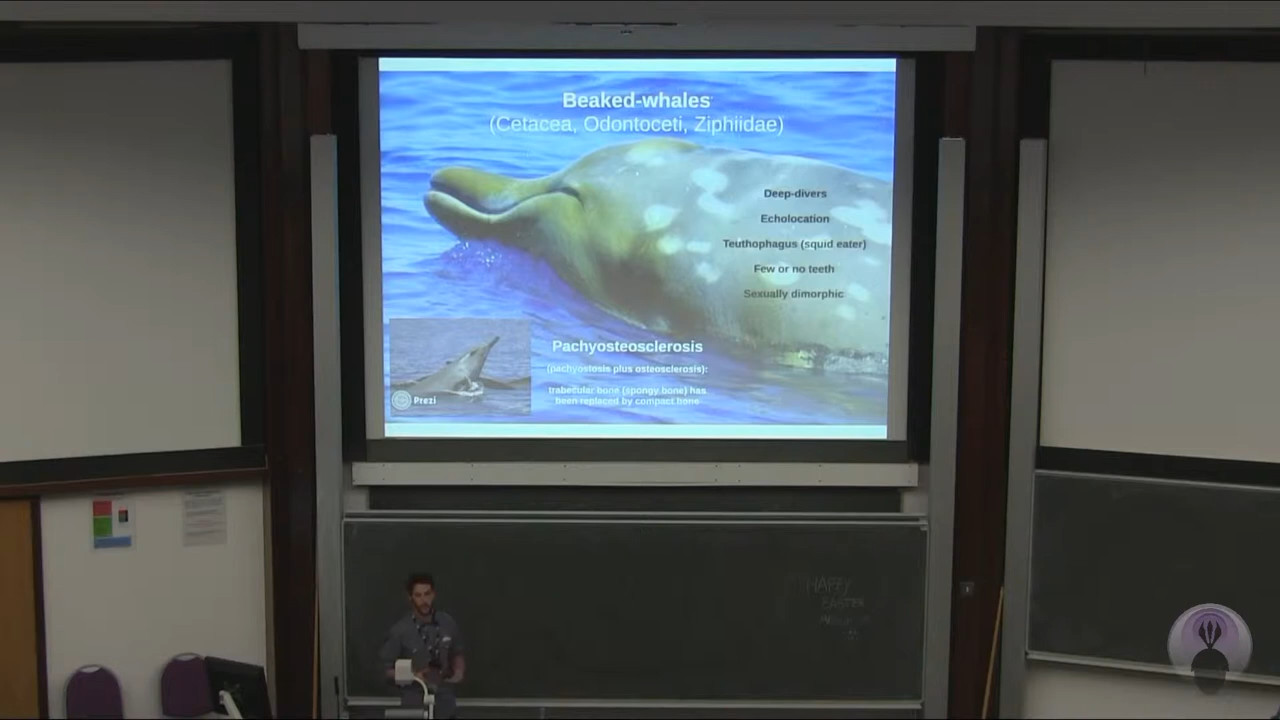 Beaked-whales
(Cetacea, Odontoceti, Ziphiidae)
Deep-divers
Echolocation
Teuthophagus (squid eater)
Few or no teeth
Sexually dimorphic
Pachyosteosclerosis
(pachyostosis plus osteosclerosis):
trabecular bone (spongy bone) has
been replaced by compact bone
Prezi
HAPPY
EASTER